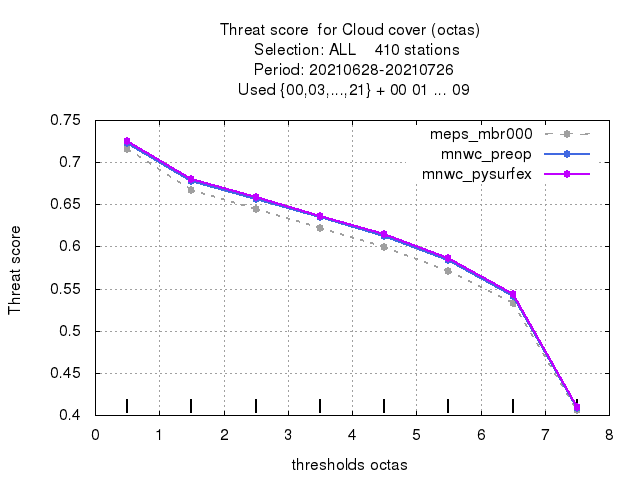 Threat score  for Cloud cover (octas)
Selection: ALL    410 stations
Period: 20210628-20210726
Used {00,03,...,21} + 00 01 ... 09
meps_mbr000
mnwc_preop
mnwc_pysurfex
0.75
0.7
0.65
0.6
0.55
0.5
0.45
0.4
Threat score
0 1 2 3 4 5 6 7 8
thresholds octas